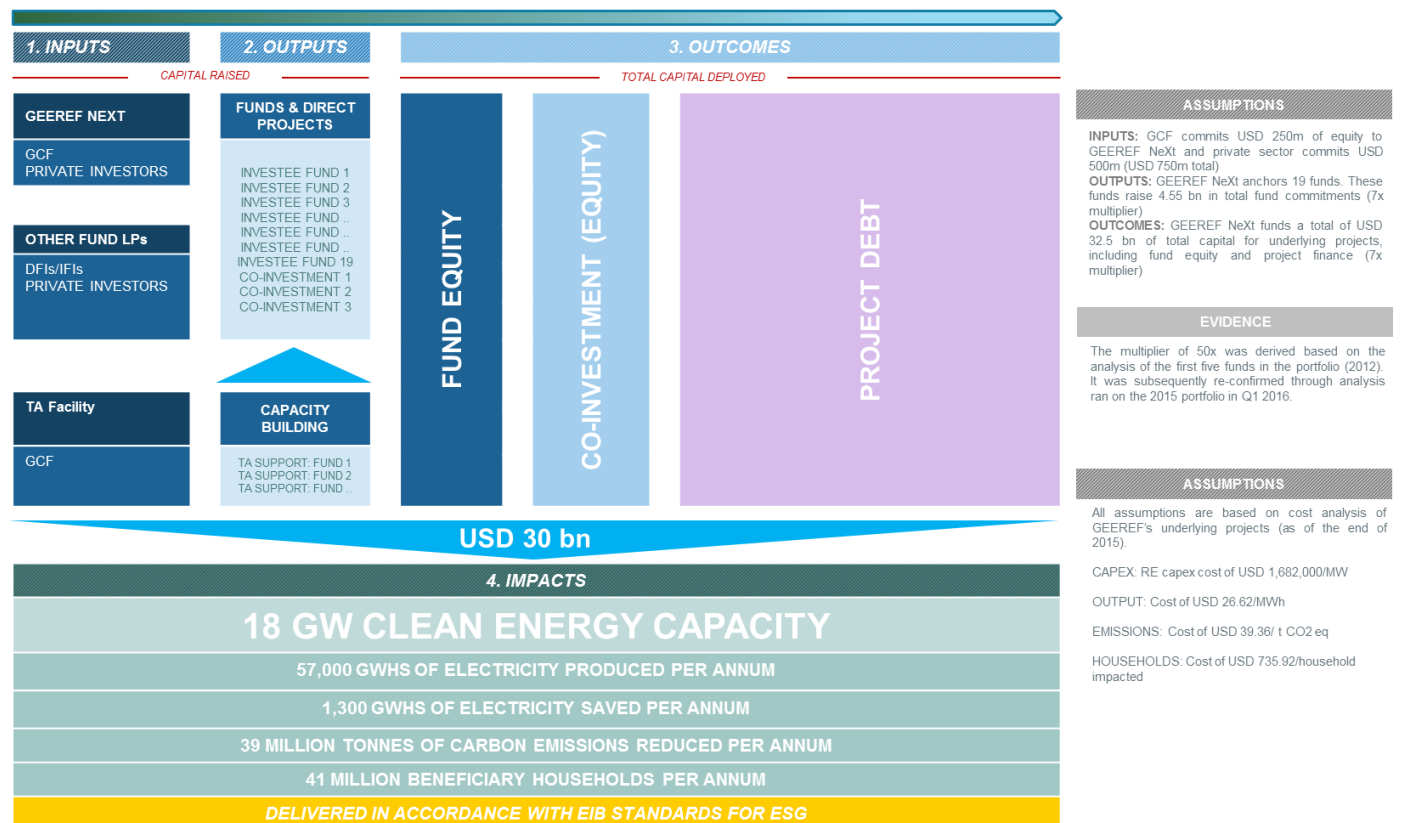 1. INPUTS
2. OUTPUTS
3. OUTCOMES
CAPITAL RAISED
TOTAL CAPITAL DEPLOYED
GEEREF NEXT
GCF
PRIVATE INVESTORS
OTHER FUND LPs
DFIs/IFIs
PRIVATE INVESTORS
TA Facility
GCF
FUNDS & DIRECT
PROJECTS
INVESTEE FUND 1
INVESTEE FUND 2
INVESTEE FUND 3
INVESTEE FUND ..
INVESTEE FUND ..
INVESTEE FUND ..
INVESTEE FUND 19
CO-INVESTMENT 1
CO-INVESTMENT 2
CO-INVESTMENT 3
CAPACITY
BUILDING
TA SUPPORT: FUND 1
TA SUPPORT: FUND 2
TA SUPPORT: FUND ..
FUND EQUITY
CO-INVESTMENT (EQUITY)
PROJECT DEBT
USD 30 bn
4. IMPACTS
18 GW CLEAN ENERGY CAPACITY
57,000 GWHS OF ELECTRICITY PRODUCED PER ANNUM
1,300 GWHS OF ELECTRICITY SAVED PER ANNUM
39 MILLION TONNES OF CARBON EMISSIONS REDUCED PER ANNUM
41 MILLION BENEFICIARY HOUSEHOLDS PER ANNUM
DELIVERED IN ACCORDANCE WITH EIB STANDARDS FOR ESG
ASSUMPTIONS
INPUTS: GCF commits USD 250m of equity to
GEEREF NeXt and private sector commits USD
500m (USD 750m total)
OUTPUTS: GEEREF NeXt anchors 19 funds. These
funds raise 4.55 bn in total fund commitments (7x
multiplier)
OUTCOMES: GEEREF NeXt funds a total of USD
32.5 bn of total capital for underlying projects,
including fund equity and project finance (7x
multiplier)
EVIDENCE
The multiplier of 50x was derived based on the
analysis of the first five funds in the portfolio (2012).
It was subsequently re-confirmed through analysis
ran on the 2015 portfolio in Q1 2016.
ASSUMPTIONS
All assumptions are based on cost analysis of
GEEREF's underlying projects (as of the end of
2015).
CAPEX: RE capex cost of USD 1,682,000/MW
OUTPUT: Cost of USD 26.62/MWh
EMISSIONS: Cost of USD 39.36/ t CO2 eq
HOUSEHOLDS: Cost of USD 735.92/household
impacted